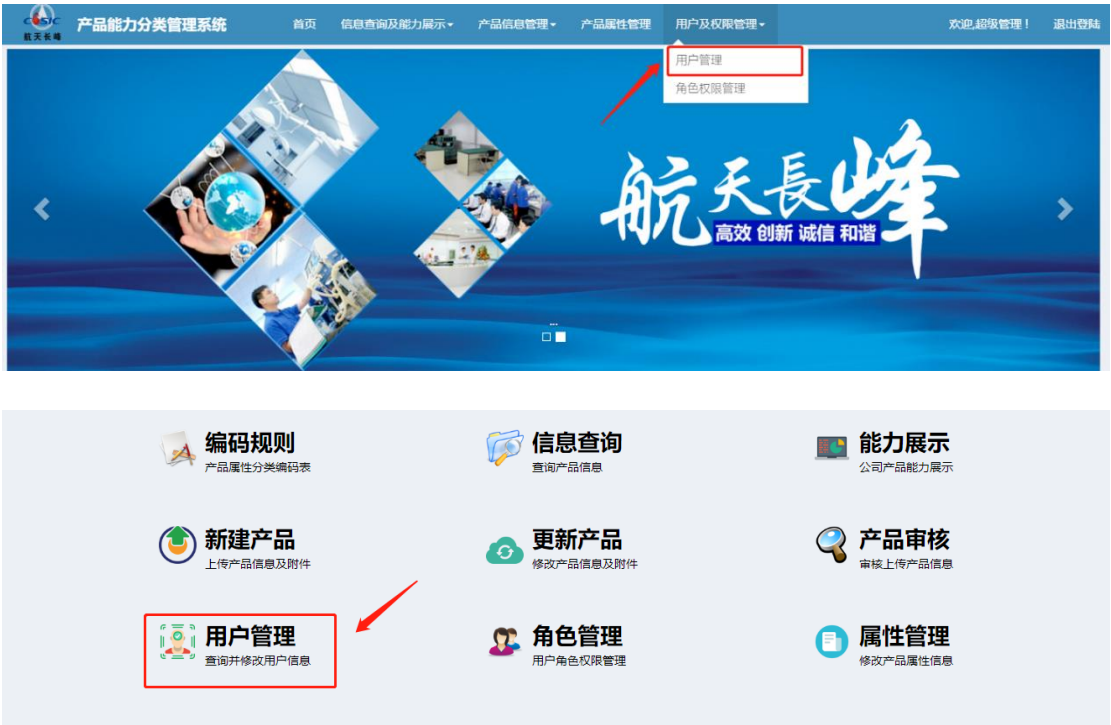 CASIC
航天长峰
产品能力分类管理系统
首页
信息查询及能力展示
产品信息管理
产品属性管理
用户及权限管理
欢迎,超级管理！
退出登陆
用户管理
角色权限管理
航天長峰
高效 创新 诚信 和谐
...
编码规则
产品属性分类编码表
信息查询
查询产品信息
能力展示
公司产品能力展示
新建产品
上传产品信息及附件
更新产品
修改产品信息及附件
产品审核
审核上传产品信息
用户管理
查询并修改用户信息
角色管理
用户角色权限管理
属性管理
修改产品属性信息